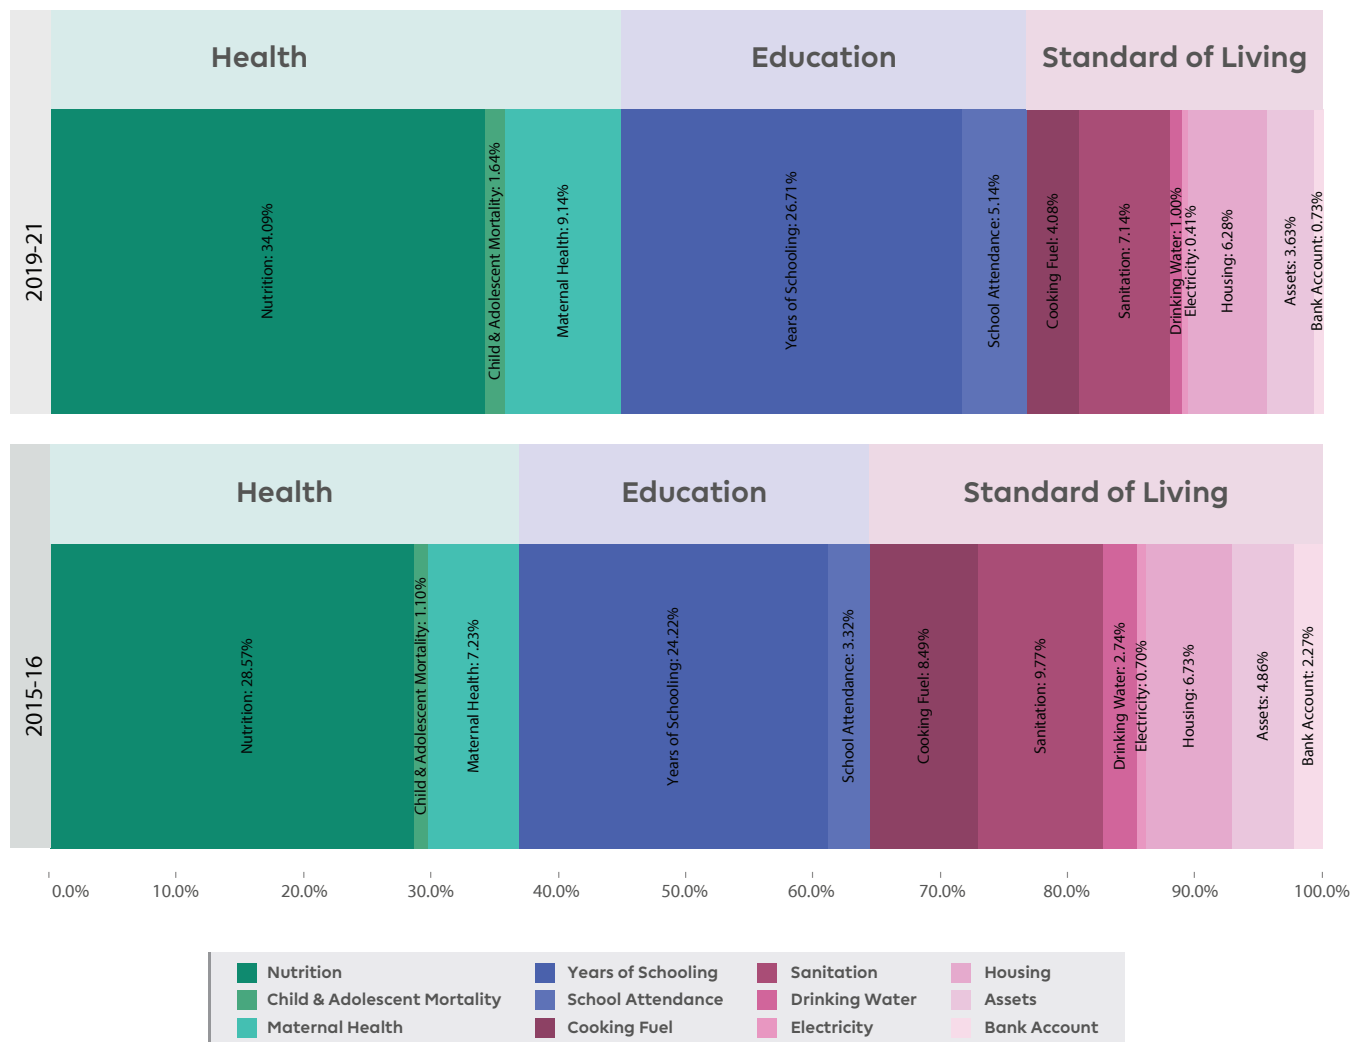 Health
Education
Standard of Living
2019-21
Nutrition: 34.09%
Child & Adolescent Mortality: 1.64%
Maternal Health: 9.14%
Years of Schooling: 26.71%
School Attendance: 5.14%
Cooking Fuel: 4.08%
Sanitation: 7.14%
Drinking Water: 1.00%
Electricity: 0.41%
Housing: 6.28%
Assets: 3.63%
Bank Account: 0.73%
Health
Education
Standard of Living
2015-16
Nutrition: 28.57%
Child & Adolescent Mortality: 1.10%
Maternal Health: 7.23%
Years of Schooling: 24.22%
School Attendance: 3.32%
Cooking Fuel: 8.49%
Sanitation: 9.77%
Drinking Water: 2.74%
Electricity: 0.70%
Housing: 6.73%
Assets: 4.86%
Bank Account: 2.27%
0.0% 10.0% 20.0% 30.0% 40.0% 50.0% 60.0% 70.0% 80.0% 90.0% 100.0%
Nutrition
Child & Adolescent Mortality
Maternal Health
Years of Schooling
School Attendance
Cooking Fuel
Sanitation
Drinking Water
Electricity
Housing
Assets
Bank Account